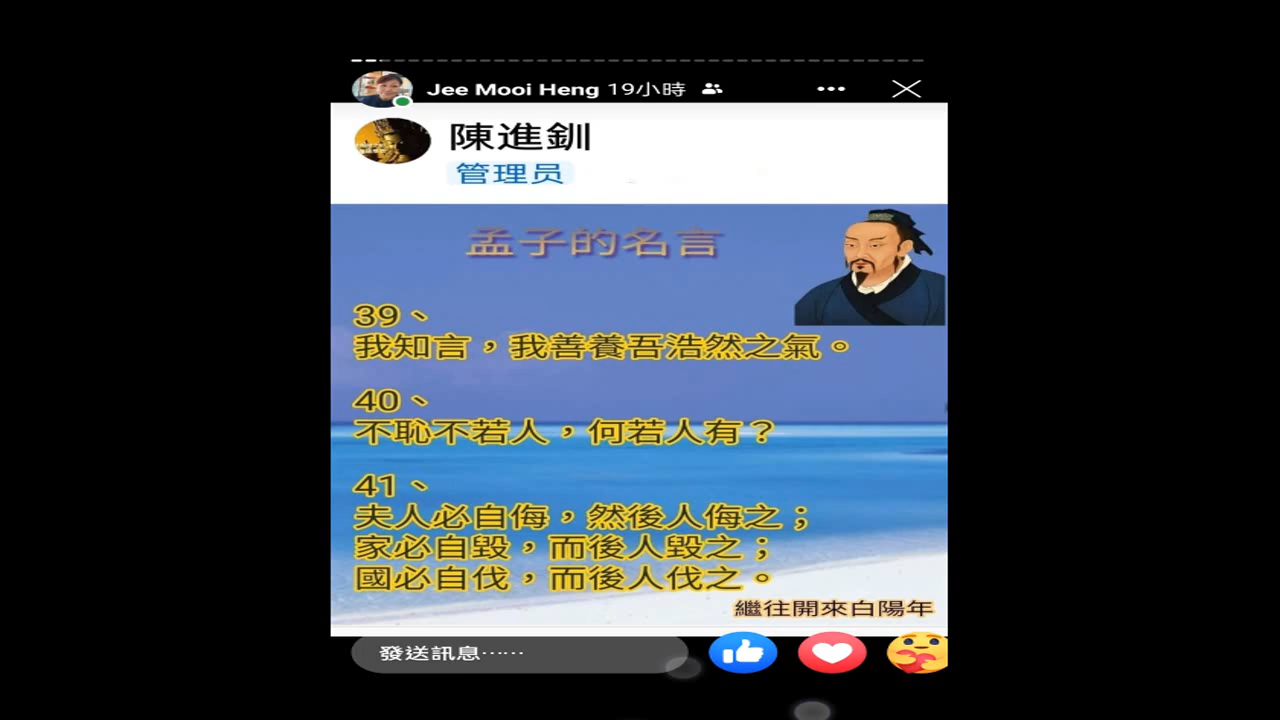 Jee Mooi Heng 19小時
陳進釧
管理员
孟子的名言
39、
我知言，我善養吾浩然之氣。
40、
不恥不若人，何若人有？
41、
夫人必自侮，然後人侮之；
家必自毀，而後人毀之；
國必自伐，而後人伐之。
繼往開來白陽年
發送訊息……